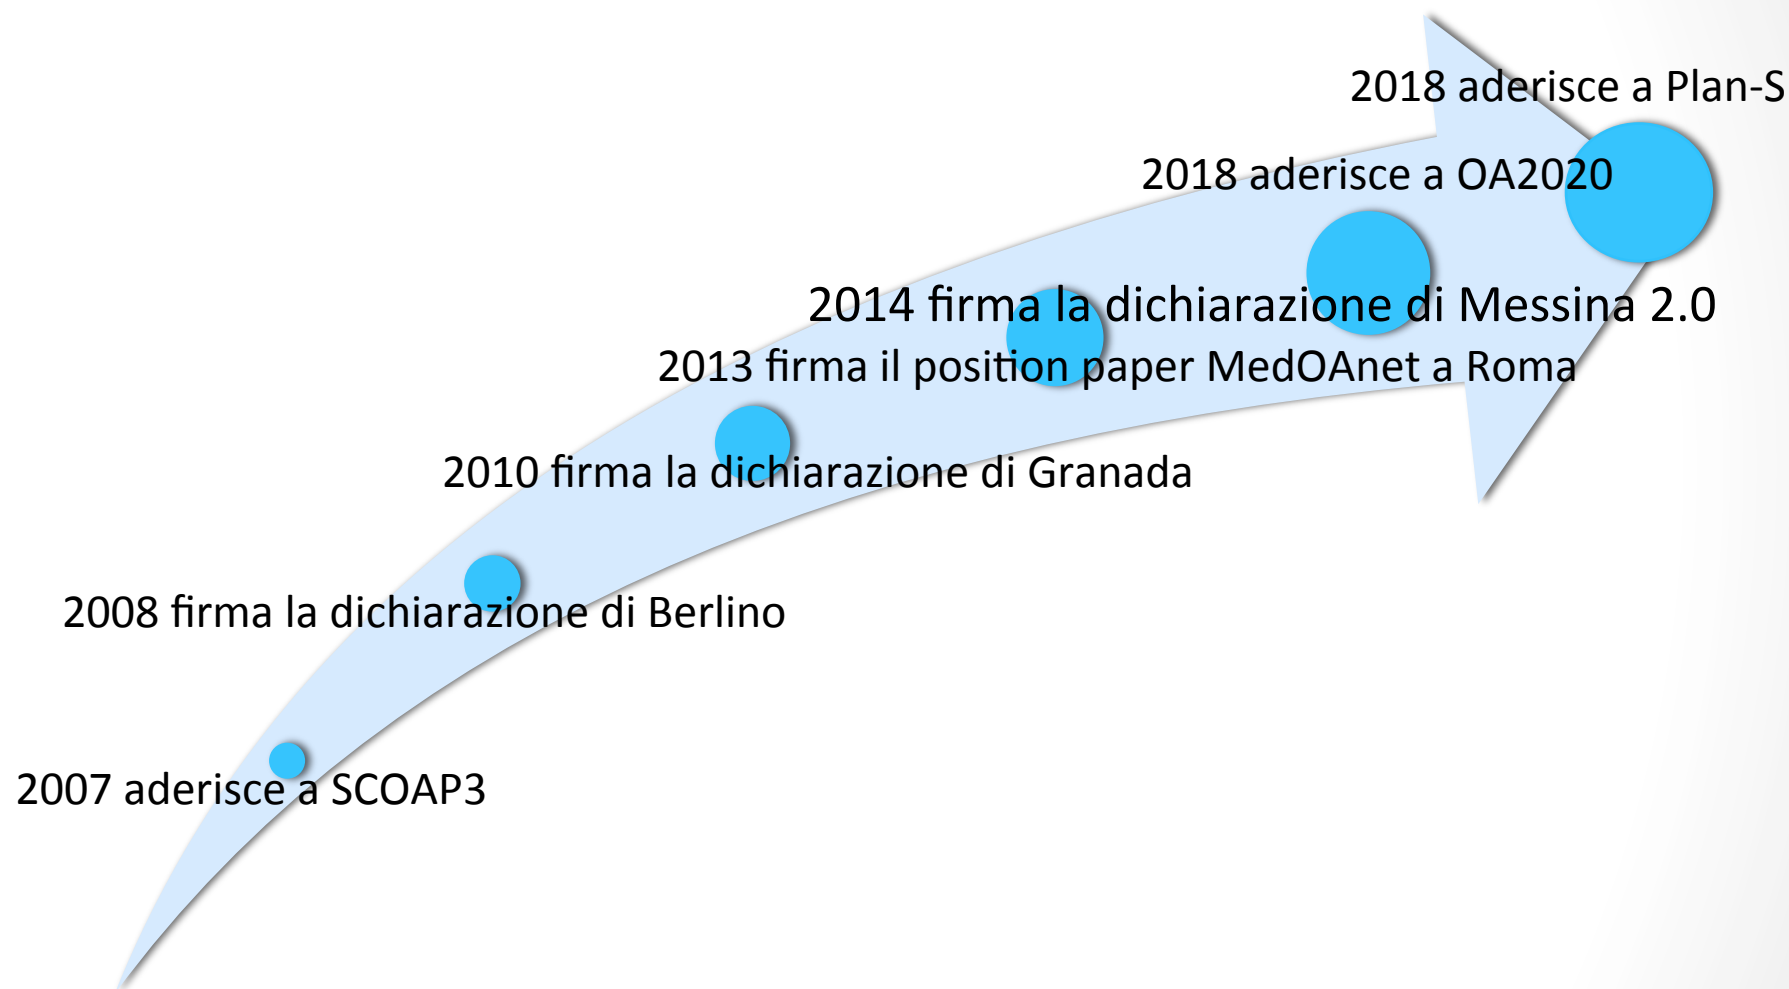 2018 aderisce a Plan-S
2018 aderisce a OA2020
2014 firma la dichiarazione di Messina 2.0
2013 firma il position paper MedOAnet a Roma
2010 firma la dichiarazione di Granada
2008 firma la dichiarazione di Berlino
2007 aderisce a SCOAP3